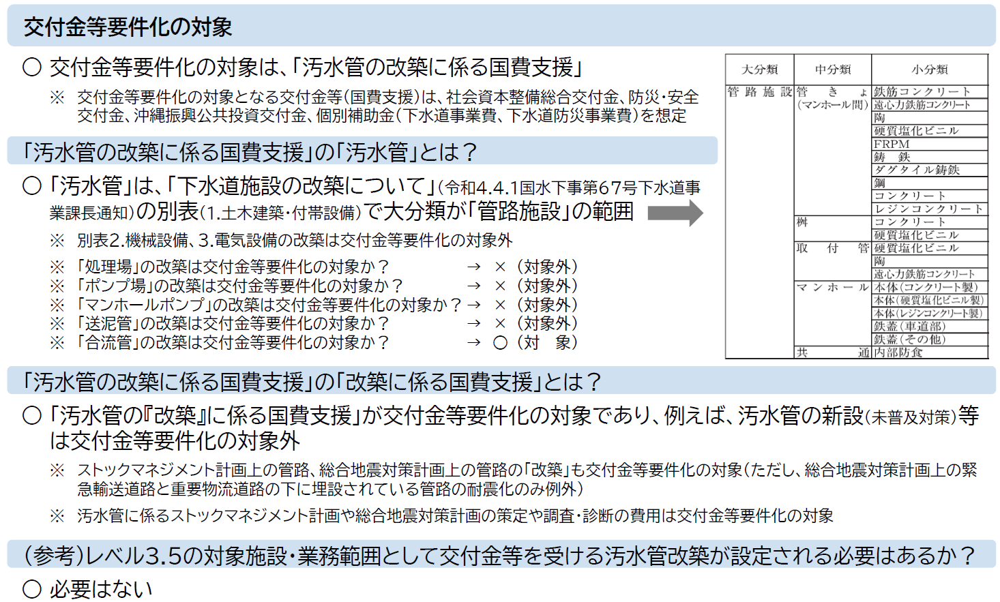 交付金等要件化の対象
○ 交付金等要件化の対象は、「汚水管の改築に係る国費支援」
※ 交付金等要件化の対象となる交付金等(国費支援)は、社会資本整備総合交付金、防災・安全
交付金、沖縄振興公共投資交付金、個別補助金(下水道事業費、下水道防災事業費)を想定
「汚水管の改築に係る国費支援」の「汚水管」とは？
○ 「汚水管」は、「下水道施設の改築について」(令和4.4.1国水下事第67号下水道事
業課長通知)の別表(1.土木建築・付帯設備)で大分類が「管路施設」の範囲
※ 別表2.機械設備、3.電気設備の改築は交付金等要件化の対象外
※ 「処理場」の改築は交付金等要件化の対象か？ → ×(対象外)
※ 「ポンプ場」の改築は交付金等要件化の対象か？ → ×(対象外)
※ 「マンホールポンプ」の改築は交付金等要件化の対象か？→ ×(対象外)
※ 「送泥管」の改築は交付金等要件化の対象か？ → ×(対象外)
※ 「合流管」の改築は交付金等要件化の対象か？ → ○(対　象)
大分類 中分類 小分類
管路施設 管きょ 鉄筋コンクリート
(マンホール間) 遠心力鉄筋コンクリート
陶
硬質塩化ビニル
FRPM
鋳　鉄
ダグタイル鋳鉄
鋼
コンクリート
レジンコンクリート
桝 コンクリート
硬質塩化ビニル
取付管 硬質塩化ビニル
陶
遠心力鉄筋コンクリート
マンホール 本体(コンクリート製)
本体(硬質塩化ビニル製)
本体(レジンコンクリート製)
鉄蓋(車道部)
鉄蓋(その他)
共通 内部防食
「汚水管の改築に係る国費支援」の「改築に係る国費支援」とは？
○ 「汚水管の『改築』に係る国費支援」が交付金等要件化の対象であり、例えば、汚水管の新設(未普及対策)等
は交付金等要件化の対象外
※ ストックマネジメント計画上の管路、総合地震対策計画上の管路の「改築」も交付金等要件化の対象(ただし、総合地震対策計画上の緊
急輸送道路と重要物流道路の下に埋設されている管路の耐震化のみ例外)
※ 汚水管に係るストックマネジメント計画や総合地震対策計画の策定や調査・診断の費用は交付金等要件化の対象
(参考)レベル3.5の対象施設・業務範囲として交付金等を受ける汚水管改築が設定される必要はあるか？
○ 必要はない